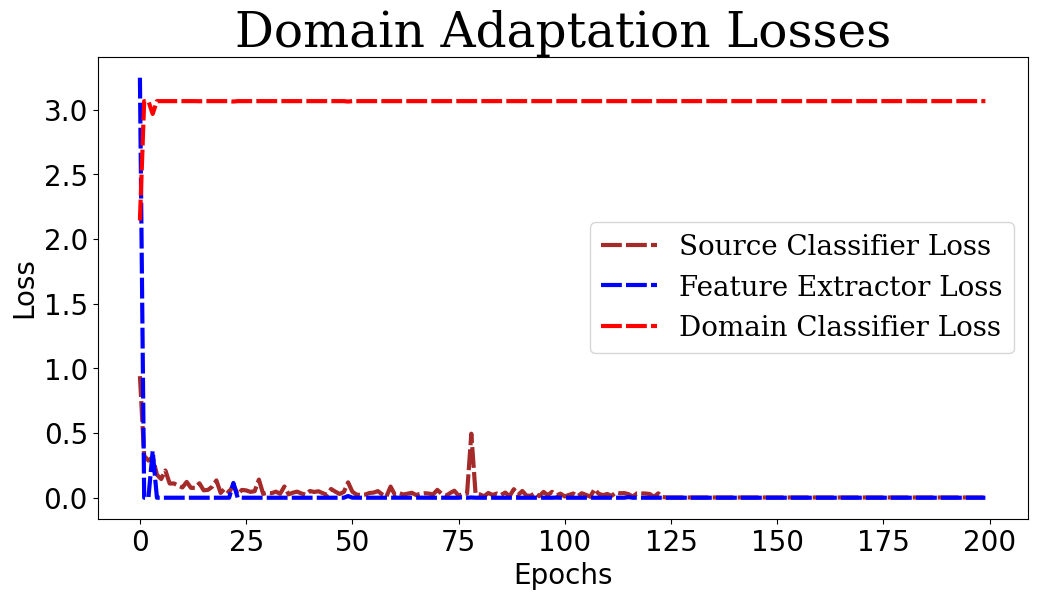 Domain Adaptation Losses
Loss
3.0
2.5
2.0
1.5
1.0
0.5
0.0
Source Classifier Loss
Feature Extractor Loss
Domain Classifier Loss
0 25 50 75 100 125 150 175 200
Epochs